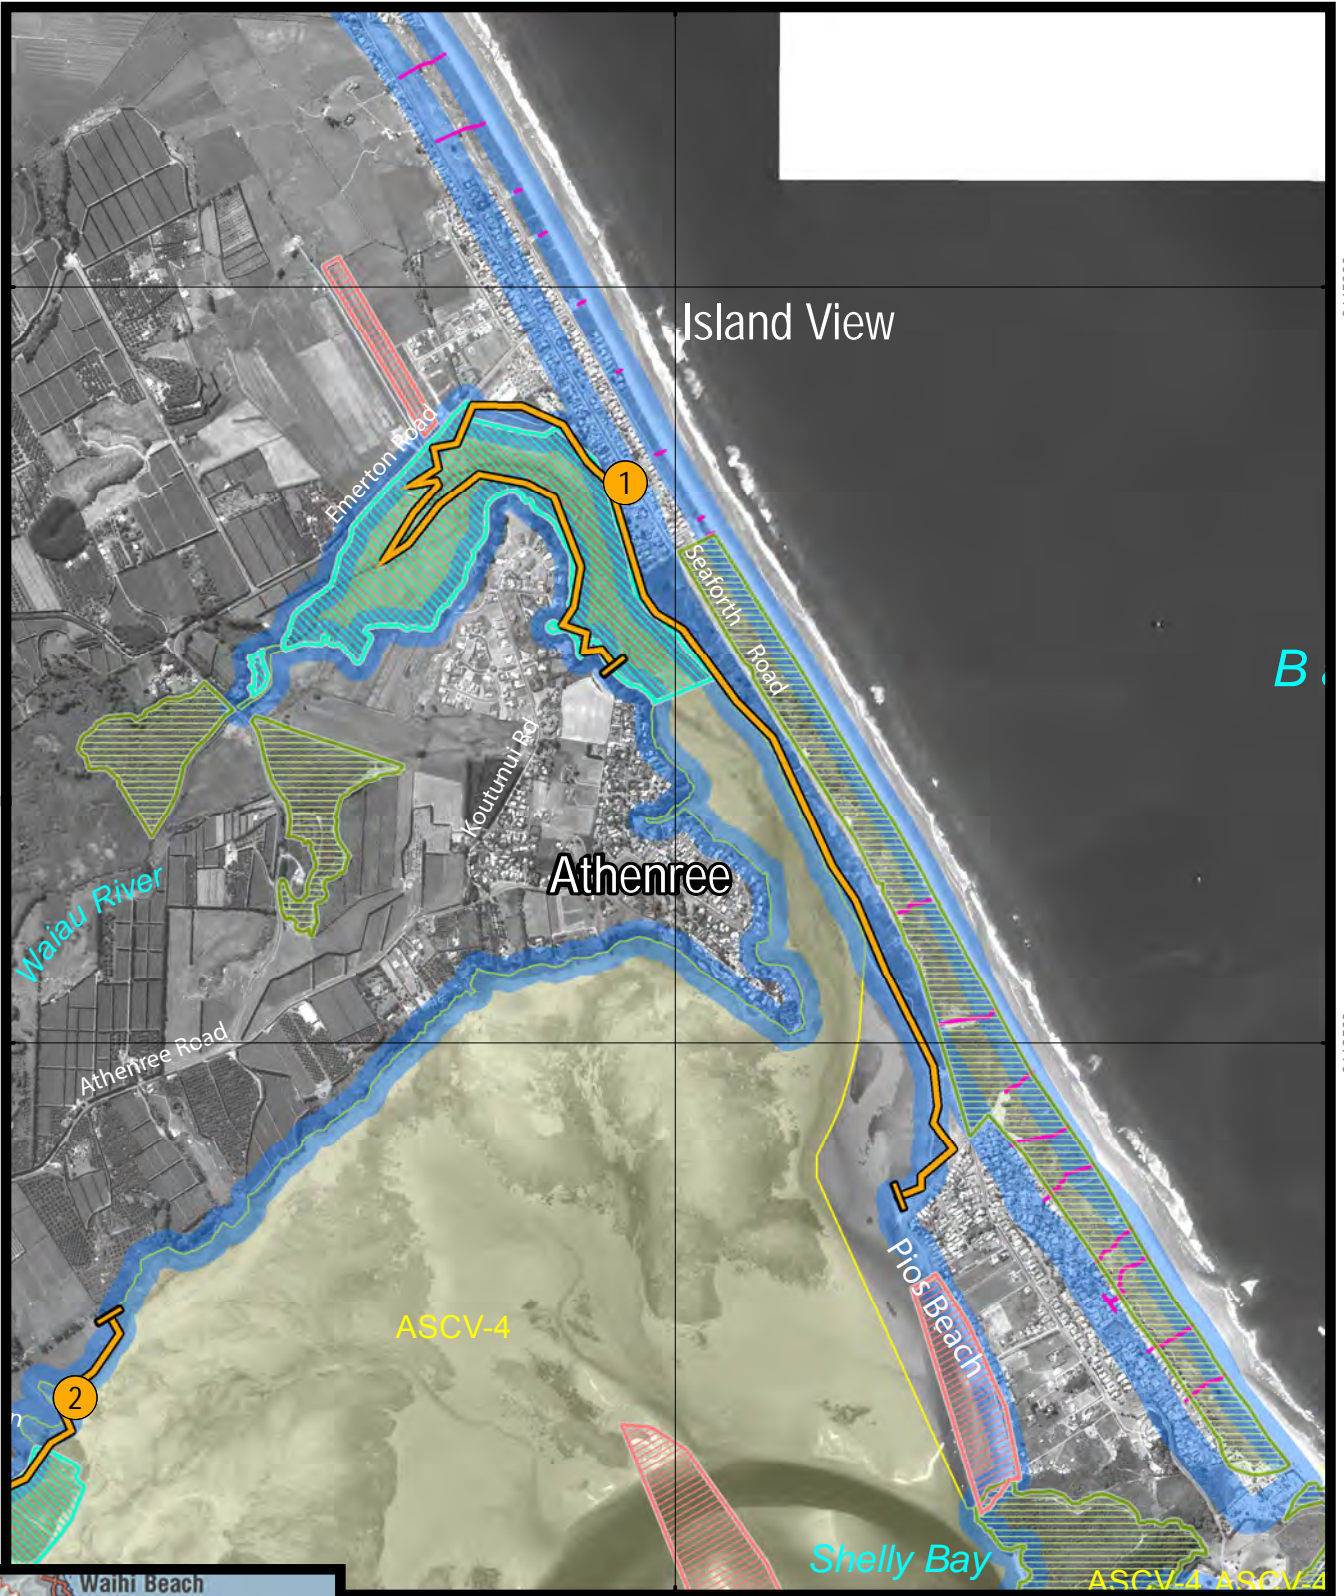 Island View
Emerton Road
1
Seaforth Road
B
Koutunui Rd
Athenree
Waiau River
Athenree Road
Pios Beach
ASCV-4
2
n
Shelly Bay
ASCV-4 ASCV-4
Waihi Beach